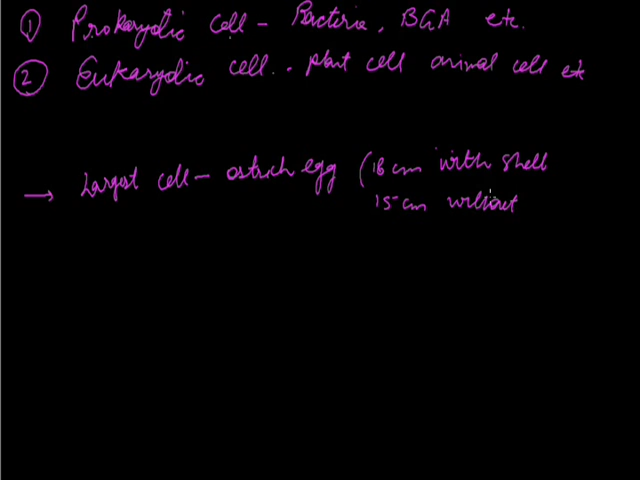 ① Prokaryotic cell - Bacteria, BGA etc.
② Eukaryotic cell - plant cell animal cell etc
→ Largest cell - ostrich egg (18 cm with shell
15 cm without